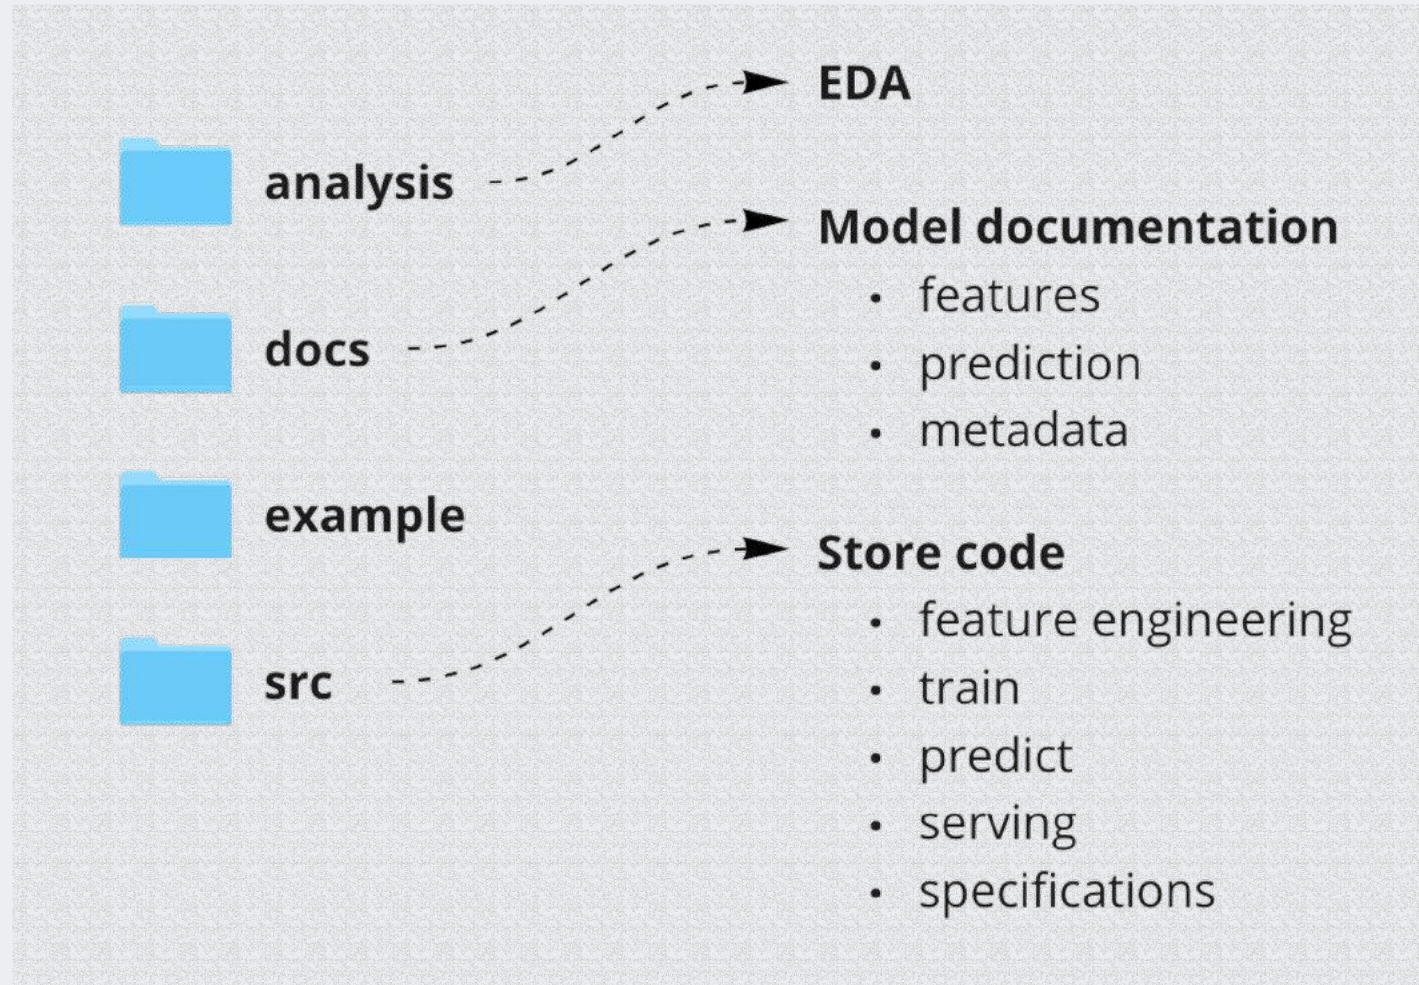 analysis
docs
example
src
EDA
Model documentation
• features
• prediction
• metadata
Store code
• feature engineering
• train
• predict
• serving
• specifications